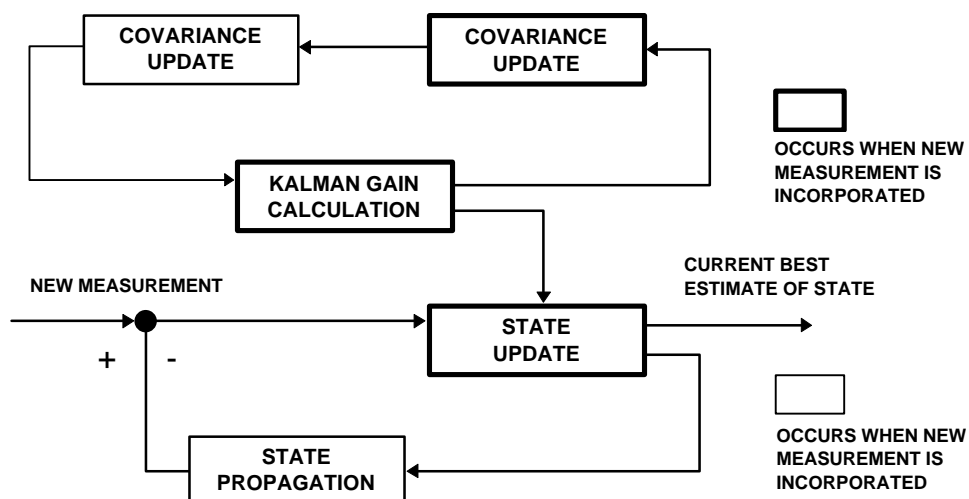 COVARIANCE
UPDATE
COVARIANCE
UPDATE
OCCURS WHEN NEW
MEASUREMENT IS
INCORPORATED
KALMAN GAIN
CALCULATION
NEW MEASUREMENT
CURRENT BEST
ESTIMATE OF STATE
STATE
UPDATE
+ -
STATE
PROPAGATION
OCCURS WHEN NEW
MEASUREMENT IS
INCORPORATED